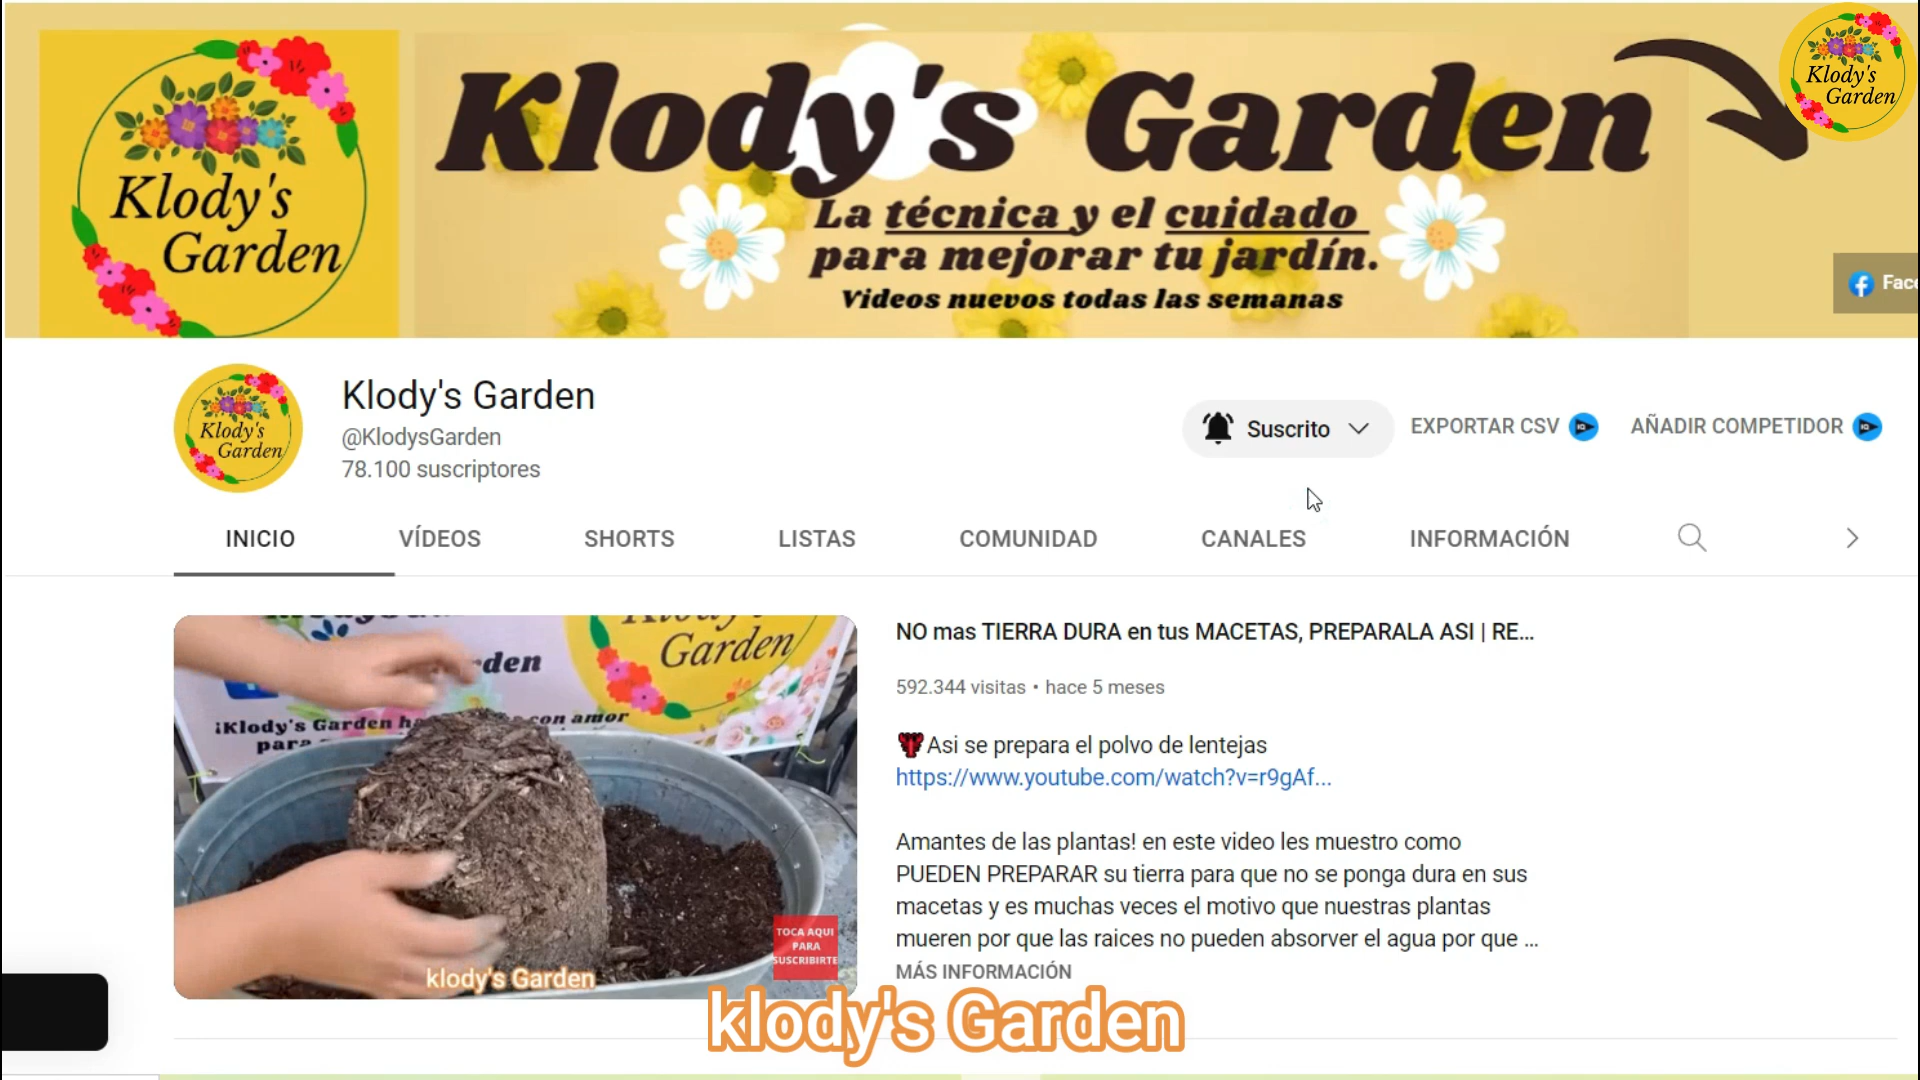 Klody's
Garden
Klody's Garden
La técnica y el cuidado
para mejorar tu jardín.
Videos nuevos todas las semanas
Klody's
Garden
Klody's
Garden
Klody's Garden
@KlodysGarden
78.100 suscriptores
Suscrito
EXPORTAR CSV
AÑADIR COMPETIDOR
INICIO
VÍDEOS
SHORTS
LISTAS
COMUNIDAD
CANALES
INFORMACIÓN
Garden
¡Klody's Garden
con amor
TOCA AQUI
PARA
SUSCRIBIRTE
klody's Garden
NO mas TIERRA DURA en tus MACETAS, PREPARALA ASI | RE...
592.344 visitas • hace 5 meses
Asi se prepara el polvo de lentejas
https://www.youtube.com/watch?v=r9gAf...
Amantes de las plantas! en este video les muestro como
PUEDEN PREPARAR su tierra para que no se ponga dura en sus
macetas y es muchas veces el motivo que nuestras plantas
mueren por que las raices no pueden absorver el agua por que ...
MÁS INFORMACIÓN
klody's Garden